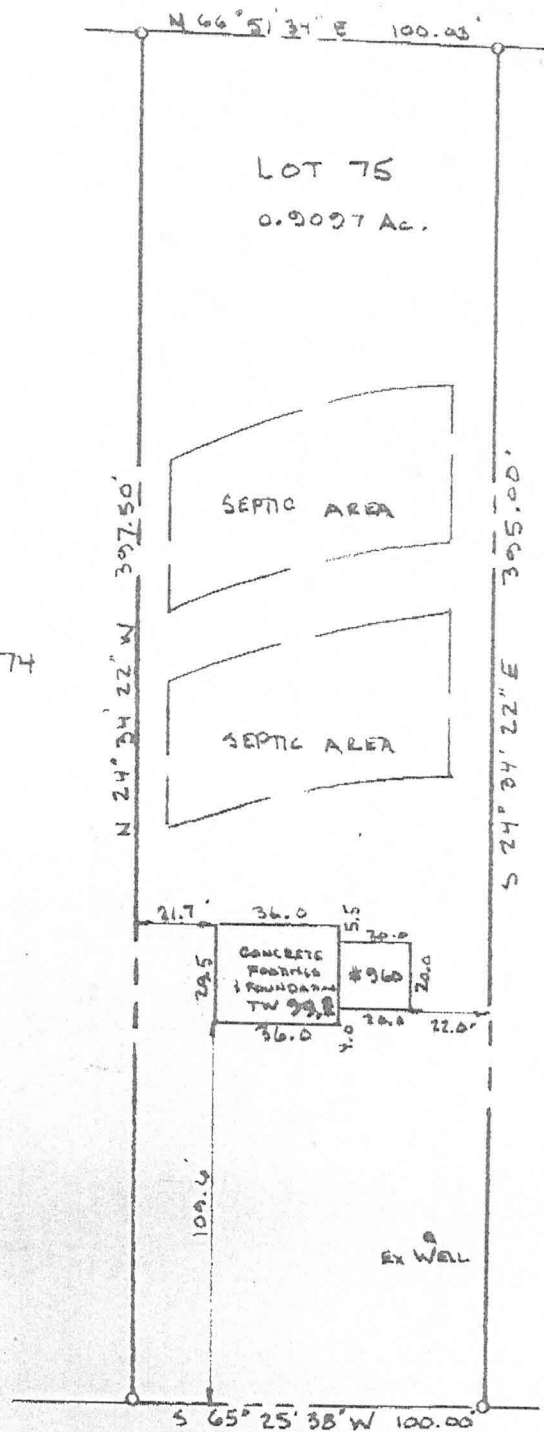 N 66° 51' 34" E 100.03'
LOT 75
0.9097 Ac.
N 24° 34' 22" W 397.50'
S 24° 34' 22" E 395.00'
SEPTIC AREA
74
SEPTIC AREA
21.7'
36.0
5.5
20.0
29.5
CONCRETE
FOOTINGS
& FOUNDATION
TW 99.8
#960
20.0
36.0
4.0
20.0
22.0'
109.6'
EX WELL
S 65° 25' 38" W 100.00'